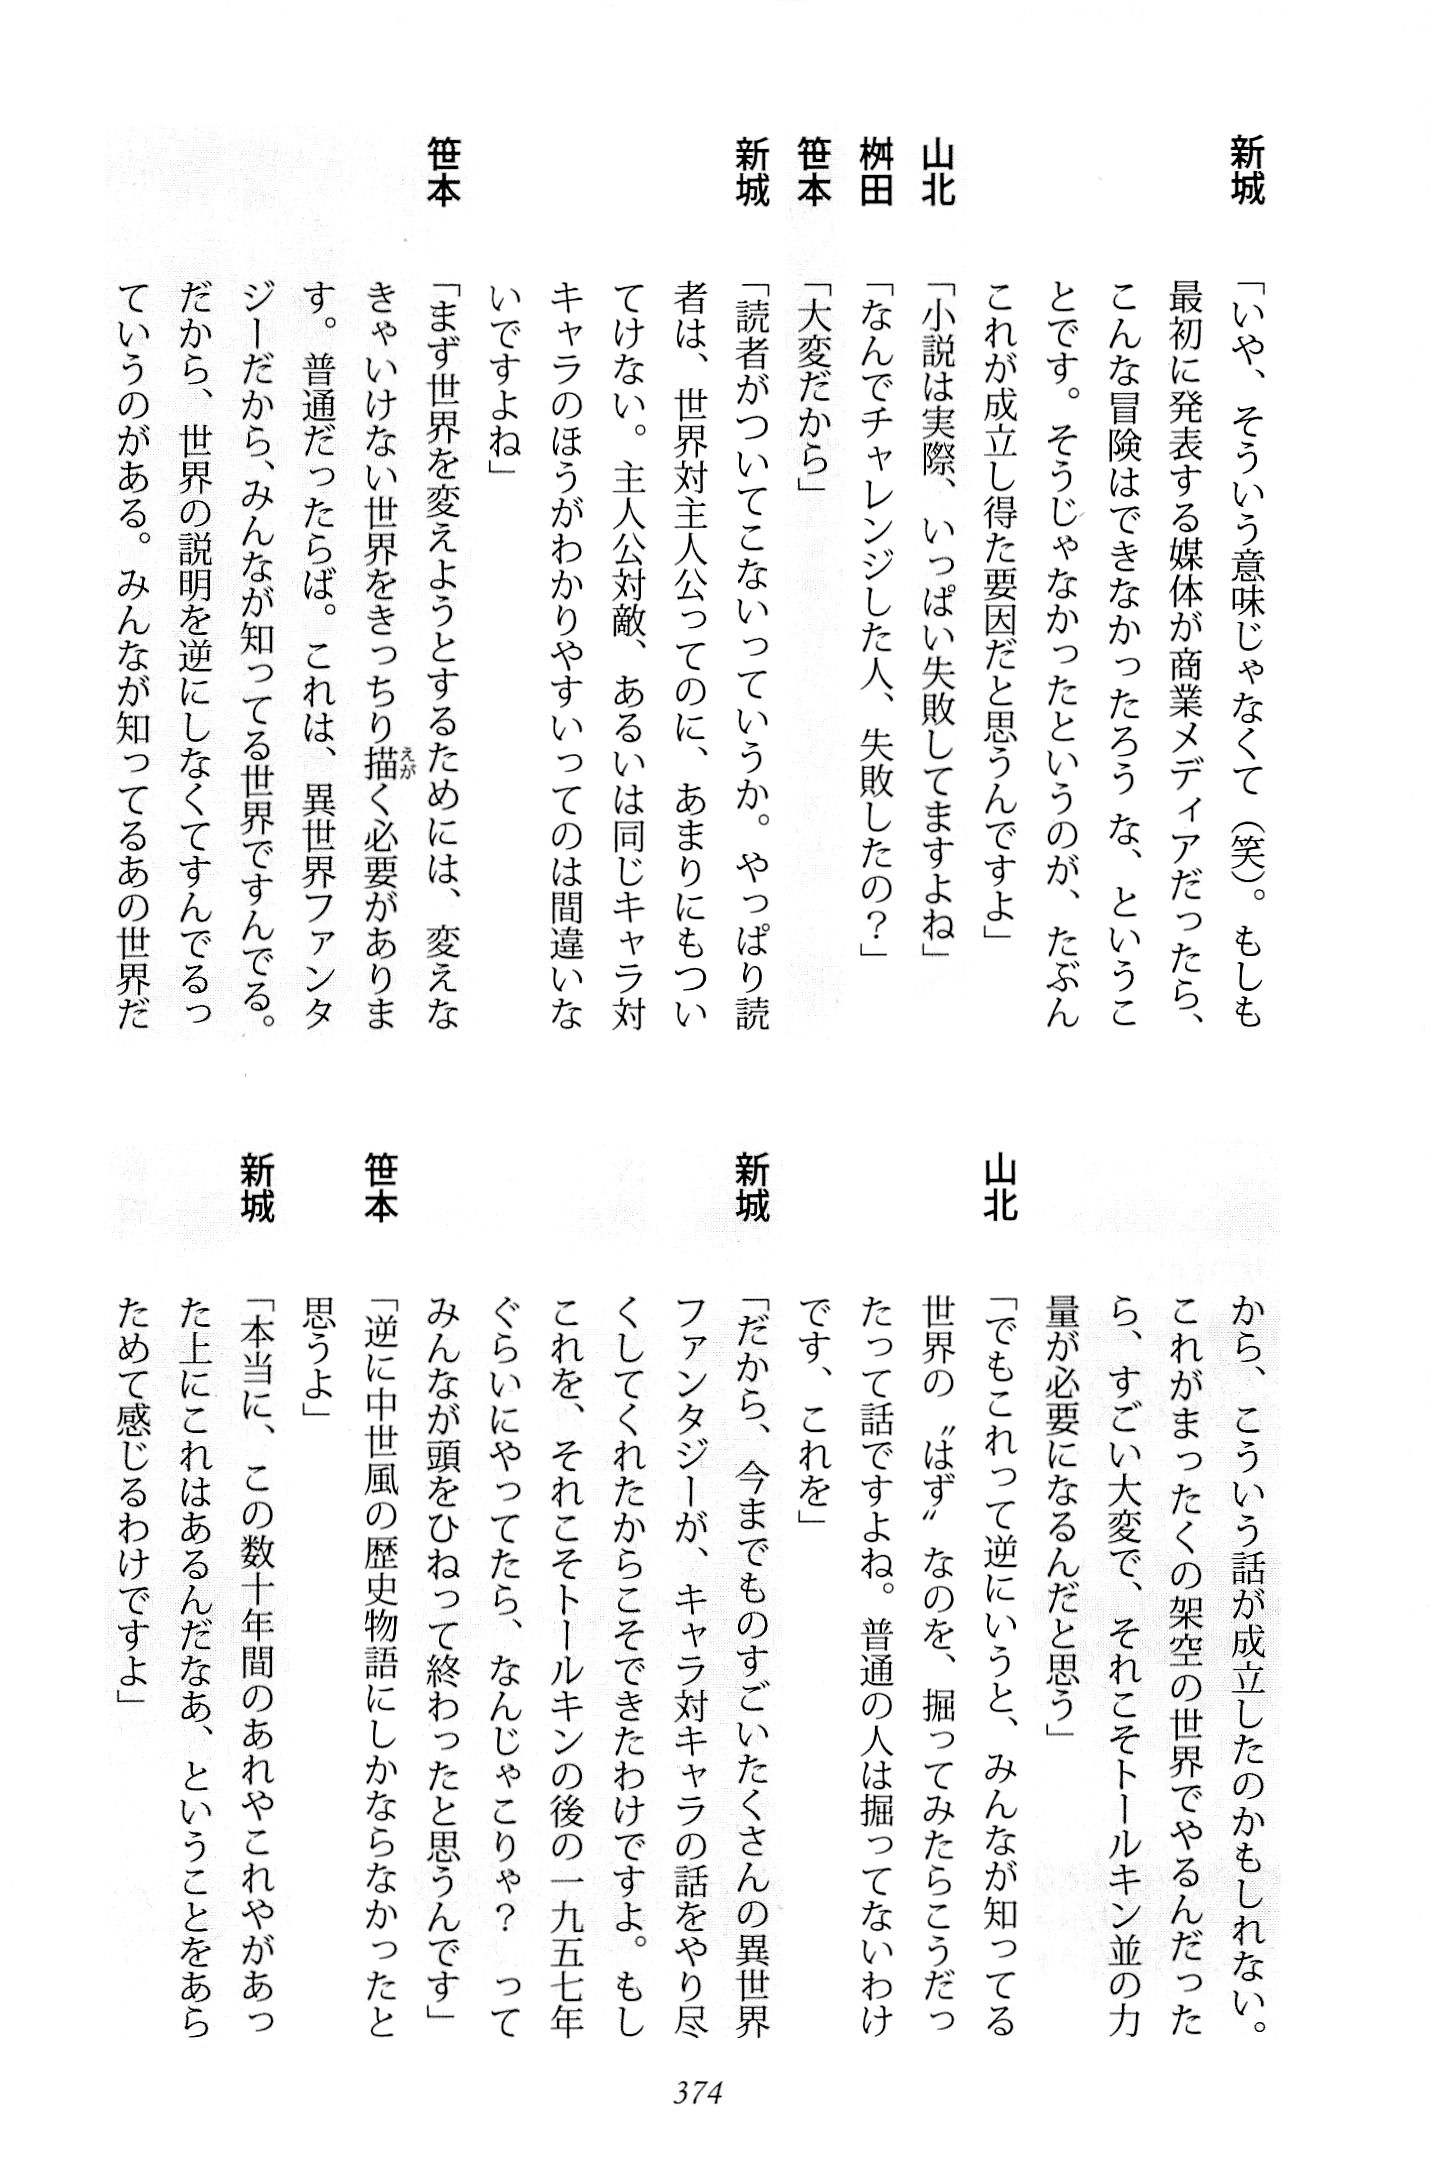 新城　「いや、そういう意味じゃなくて（笑）。もしも
最初に発表する媒体が商業メディアだったら、
こんな冒険はできなかったろうな、というこ
とです。そうじゃなかったというのが、たぶん
これが成立し得た要因だと思うんですよ」
山北　「小説は実際、いっぱい失敗してますよね」
桝田　「なんでチャレンジした人、失敗したの？」
笹本　「大変だから」
新城　「読者がついてこないっていうか。やっぱり読
者は、世界対主人公ってのに、あまりにもつい
てけない。主人公対敵、あるいは同じキャラ対
キャラのほうがわかりやすいってのは間違いな
いですよね」
笹本　「まず世界を変えようとするためには、変えな
きゃいけない世界をきっちり描く必要がありま
えが
す。普通だったらば。これは、異世界ファンタ
ジーだから、みんなが知ってる世界ですんでる。
だから、世界の説明を逆にしなくてすんでるっ
ていうのがある。みんなが知ってるあの世界だ
から、こういう話が成立したのかもしれない。
これがまったくの架空の世界でやるんだった
ら、すごい大変で、それこそトールキン並の力
量が必要になるんだと思う」
山北　「でもこれって逆にいうと、みんなが知ってる
世界の〝はず〟なのを、掘ってみたらこうだっ
たって話ですよね。普通の人は掘ってないわけ
です、これを」
新城　「だから、今までものすごいたくさんの異世界
ファンタジーが、キャラ対キャラの話をやり尽
くしてくれたからこそできたわけですよ。もし
これを、それこそトールキンの後の一九五七年
ぐらいにやってたら、なんじゃこりゃ？　って
みんなが頭をひねって終わったと思うんです」
笹本　「逆に中世風の歴史物語にしかならなかったと
思うよ」
新城　「本当に、この数十年間のあれやこれやがあっ
た上にこれはあるんだなあ、ということをあら
ためて感じるわけですよ」
374